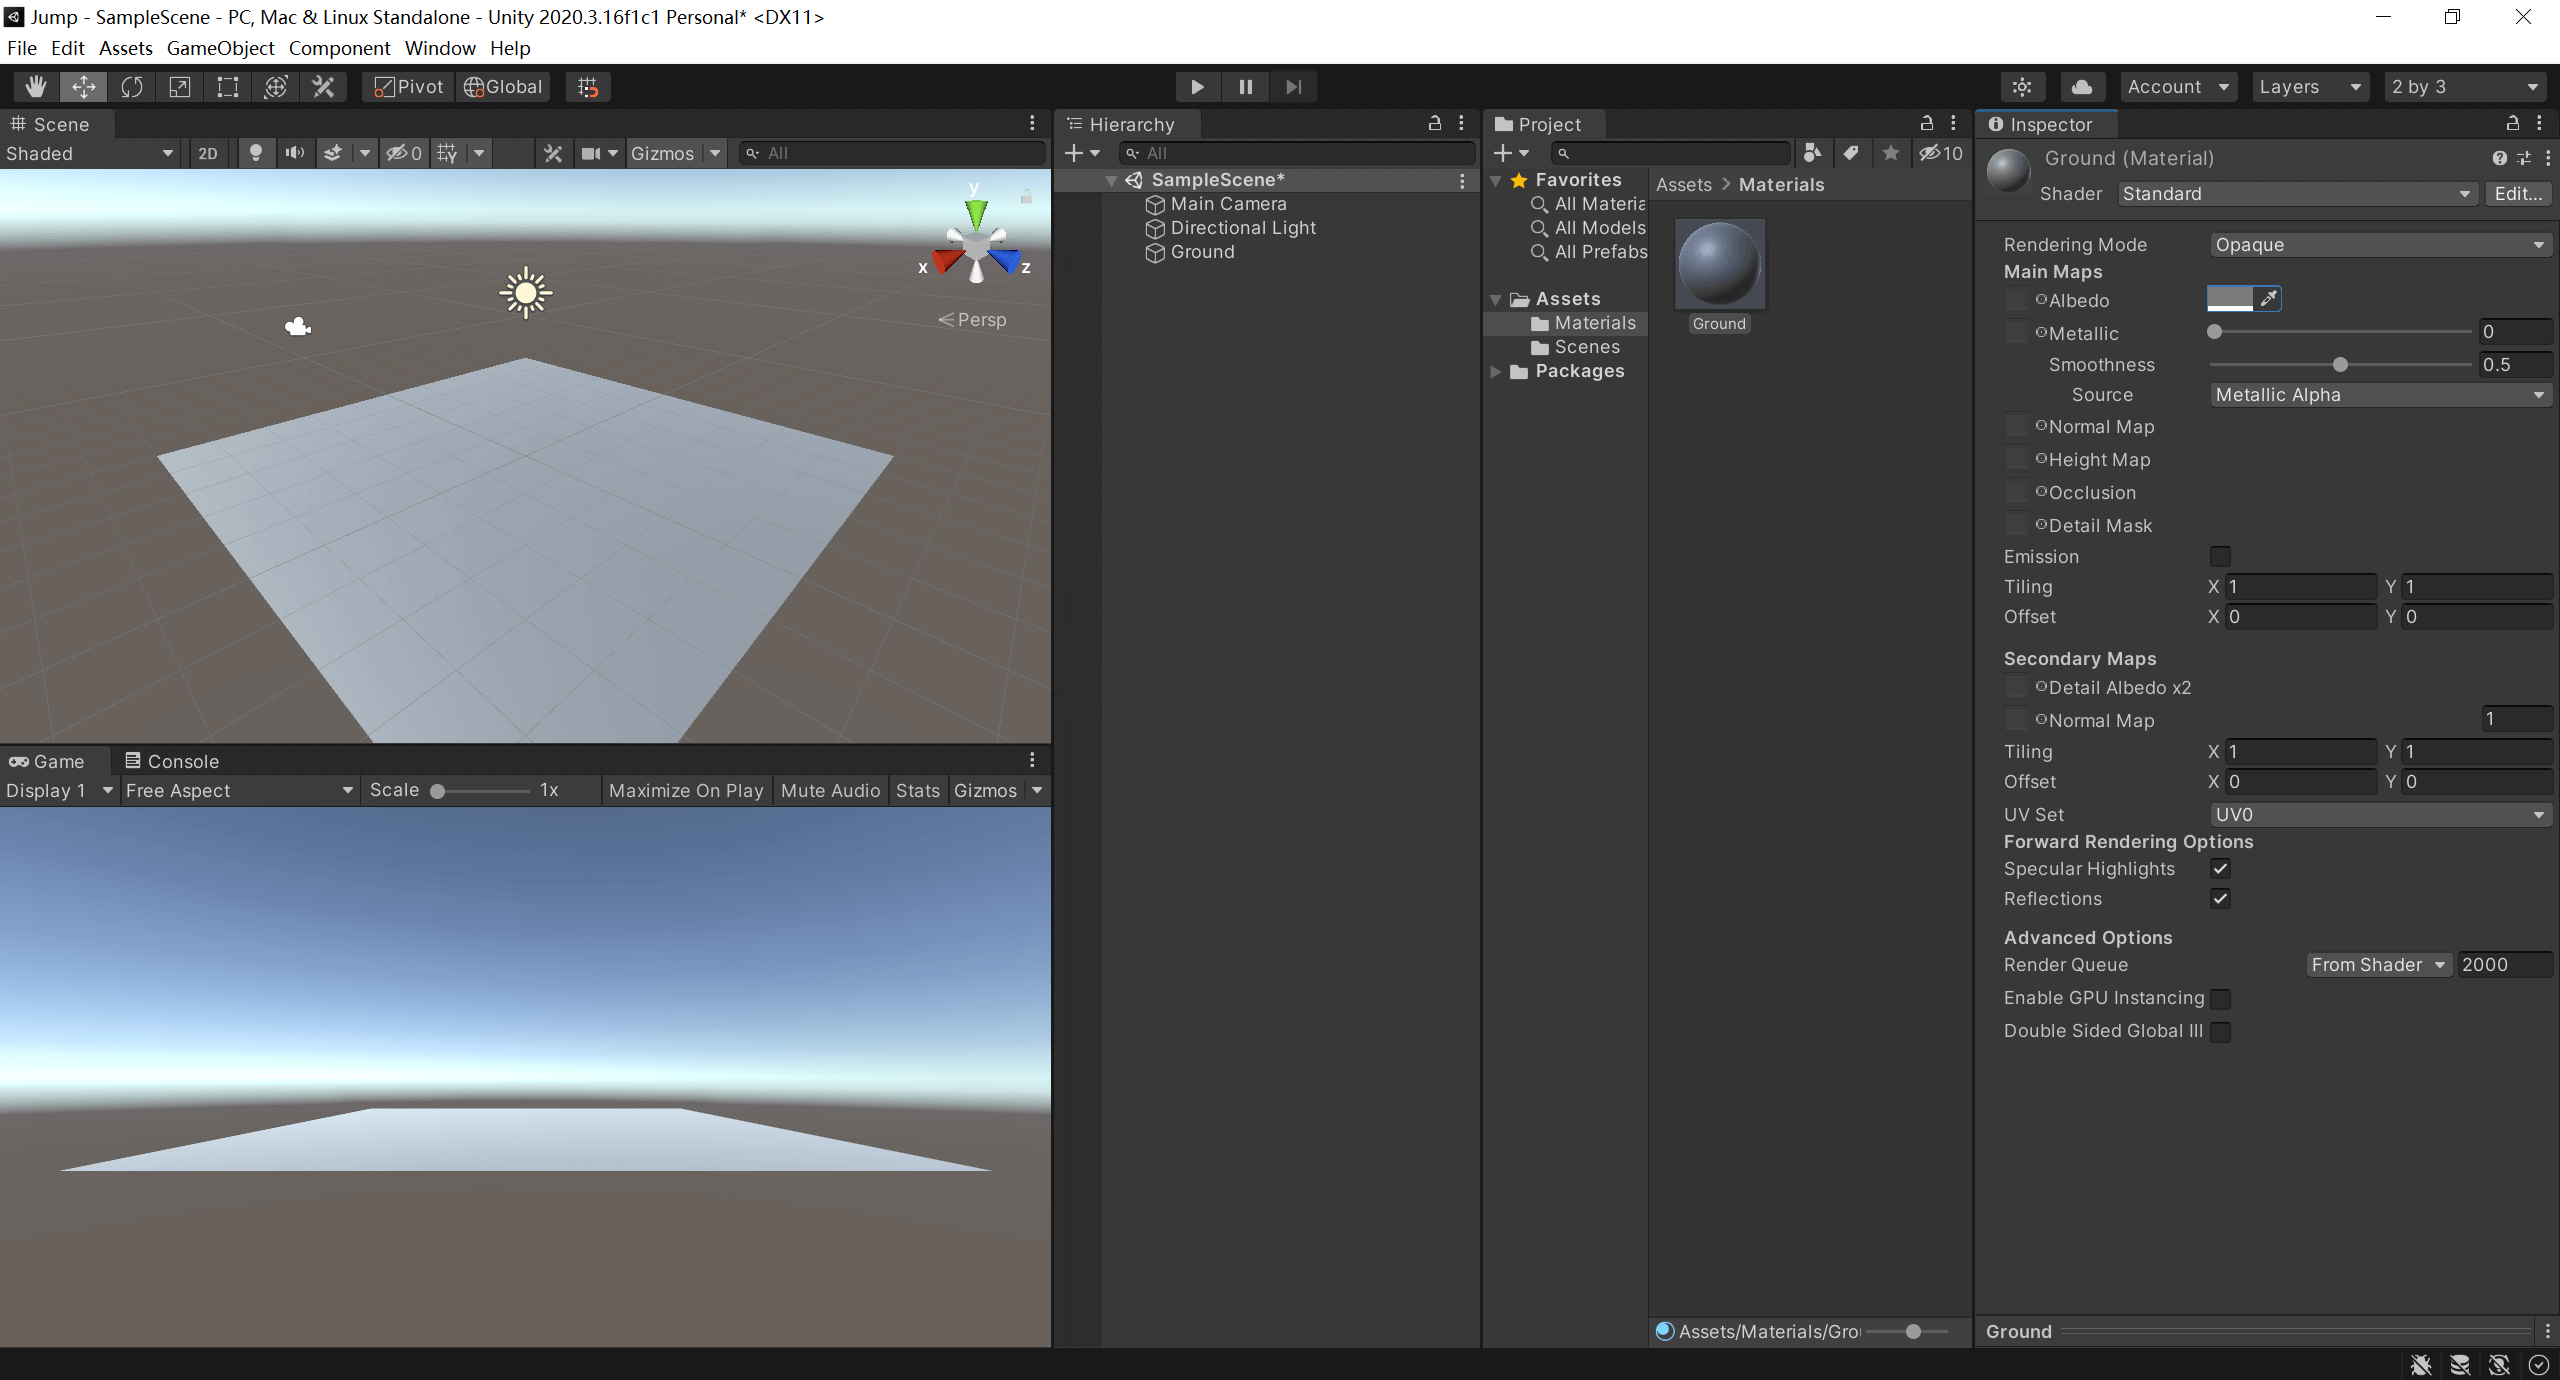 Jump - SampleScene - PC, Mac & Linux Standalone - Unity 2020.3.16f1c1 Personal* <DX11>
File Edit Assets GameObject Component Window Help
Pivot Global Account Layers 2 by 3
Scene
Shaded 2D 0 Gizmos All
y
x z
Persp
Game Console
Display 1 Free Aspect Scale 1x Maximize On Play Mute Audio Stats Gizmos
Hierarchy
All
SampleScene*
Main Camera
Directional Light
Ground
Project
10
Favorites
All Materia
All Models
All Prefabs
Assets
Materials
Scenes
Packages
Assets > Materials
Ground
Assets/Materials/Gro
Inspector
Ground (Material)
Shader Standard Edit...
Rendering Mode Opaque
Main Maps
Albedo
Metallic 0
Smoothness 0.5
Source Metallic Alpha
Normal Map
Height Map
Occlusion
Detail Mask
Emission
Tiling X 1 Y 1
Offset X 0 Y 0
Secondary Maps
Detail Albedo x2
Normal Map 1
Tiling X 1 Y 1
Offset X 0 Y 0
UV Set UV0
Forward Rendering Options
Specular Highlights
Reflections
Advanced Options
Render Queue From Shader 2000
Enable GPU Instancing
Double Sided Global Ill
Ground